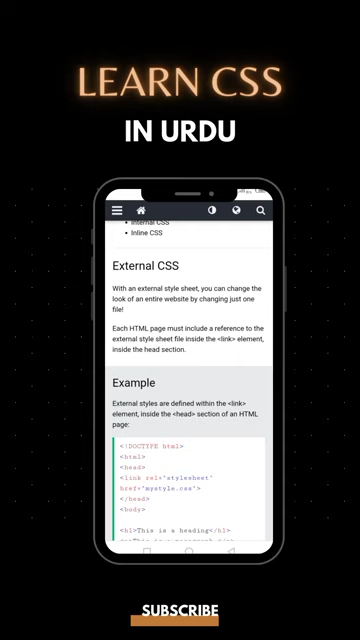 LEARN CSS
IN URDU
Internal CSS
Inline CSS
External CSS
With an external style sheet, you can change the
look of an entire website by changing just one
file!
Each HTML page must include a reference to the
external style sheet file inside the <link> element,
inside the head section.
Example
External styles are defined within the <link>
element, inside the <head> section of an HTML
page:
<!DOCTYPE html>
<html>
<head>
<link rel="stylesheet"
href="mystyle.css">
</head>
<body>
<h1>This is a heading</h1>
SUBSCRIBE